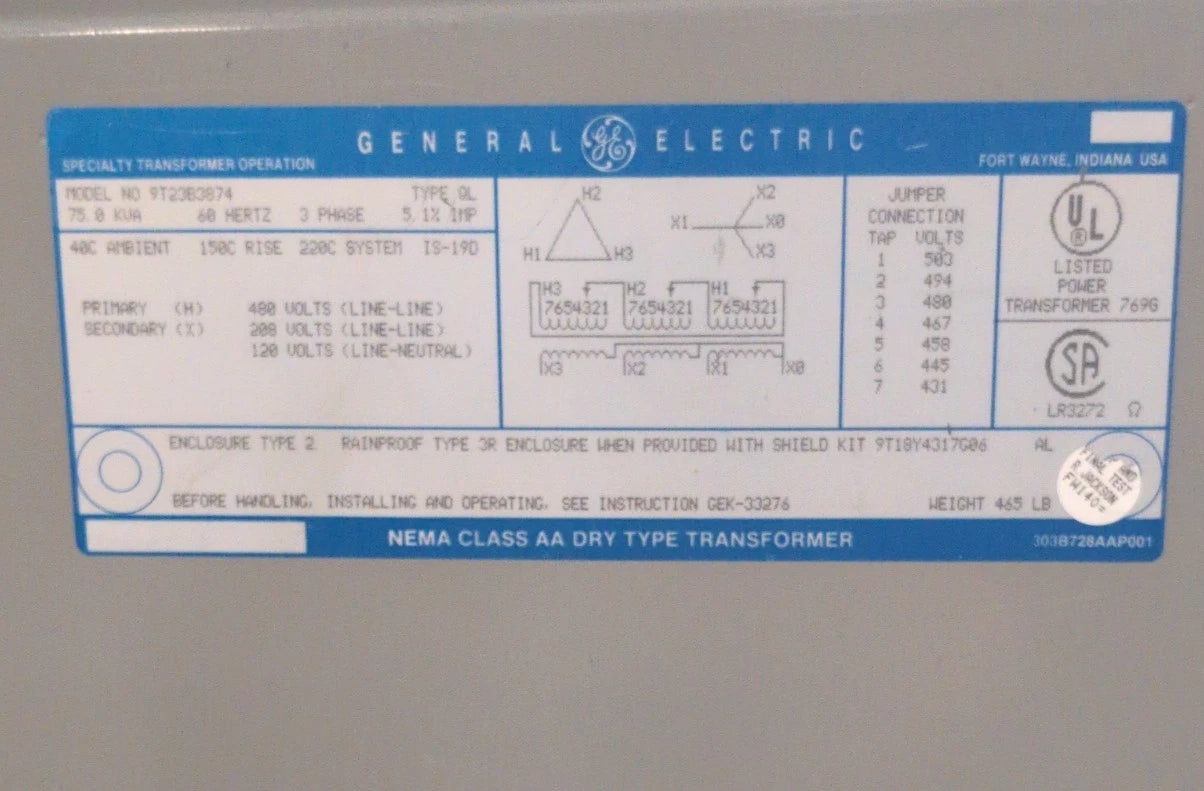 GENERAL GE ELECTRIC
SPECIALTY TRANSFORMER OPERATION
FORT WAYNE, INDIANA USA
MODEL NO 9T23B3874 TYPE QL
75.0 KVA 60 HERTZ 3 PHASE 5.1% IMP
40C AMBIENT 150C RISE 220C SYSTEM IS-19D
PRIMARY (H) 480 VOLTS (LINE-LINE)
SECONDARY (X) 208 VOLTS (LINE-LINE)
120 VOLTS (LINE-NEUTRAL)
H2
H1 H3
X2
X1 X0
X3
H3 H2 H1
7654321 7654321 7654321
X3 X2 X1 X0
JUMPER
CONNECTION
TAP VOLTS
1 503
2 494
3 480
4 467
5 458
6 445
7 431
UL
®
LISTED
POWER
TRANSFORMER 769G
SA
LR3272 Ω
ENCLOSURE TYPE 2 RAINPROOF TYPE 3R ENCLOSURE WHEN PROVIDED WITH SHIELD KIT 9T18Y4317G06 AL
BEFORE HANDLING, INSTALLING AND OPERATING, SEE INSTRUCTION GEK-33276 WEIGHT 465 LB
TEST
R. JACKSON
FW140
NEMA CLASS AA DRY TYPE TRANSFORMER
303B728AAP001